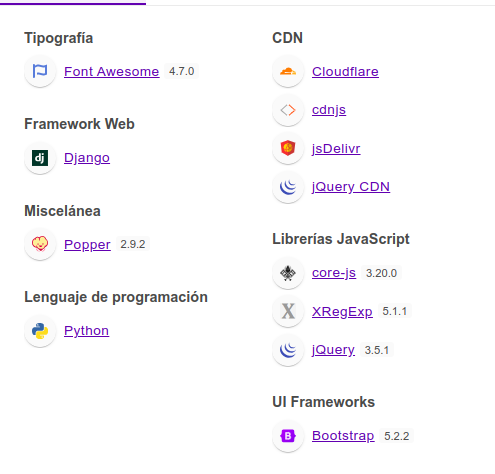 Tipografía
Font Awesome 4.7.0
Framework Web
dj Django
Miscelánea
Popper 2.9.2
Lenguaje de programación
Python
CDN
Cloudflare
cdnjs
jsDelivr
jQuery CDN
Librerías JavaScript
core-js 3.20.0
X XRegExp 5.1.1
jQuery 3.5.1
UI Frameworks
B Bootstrap 5.2.2